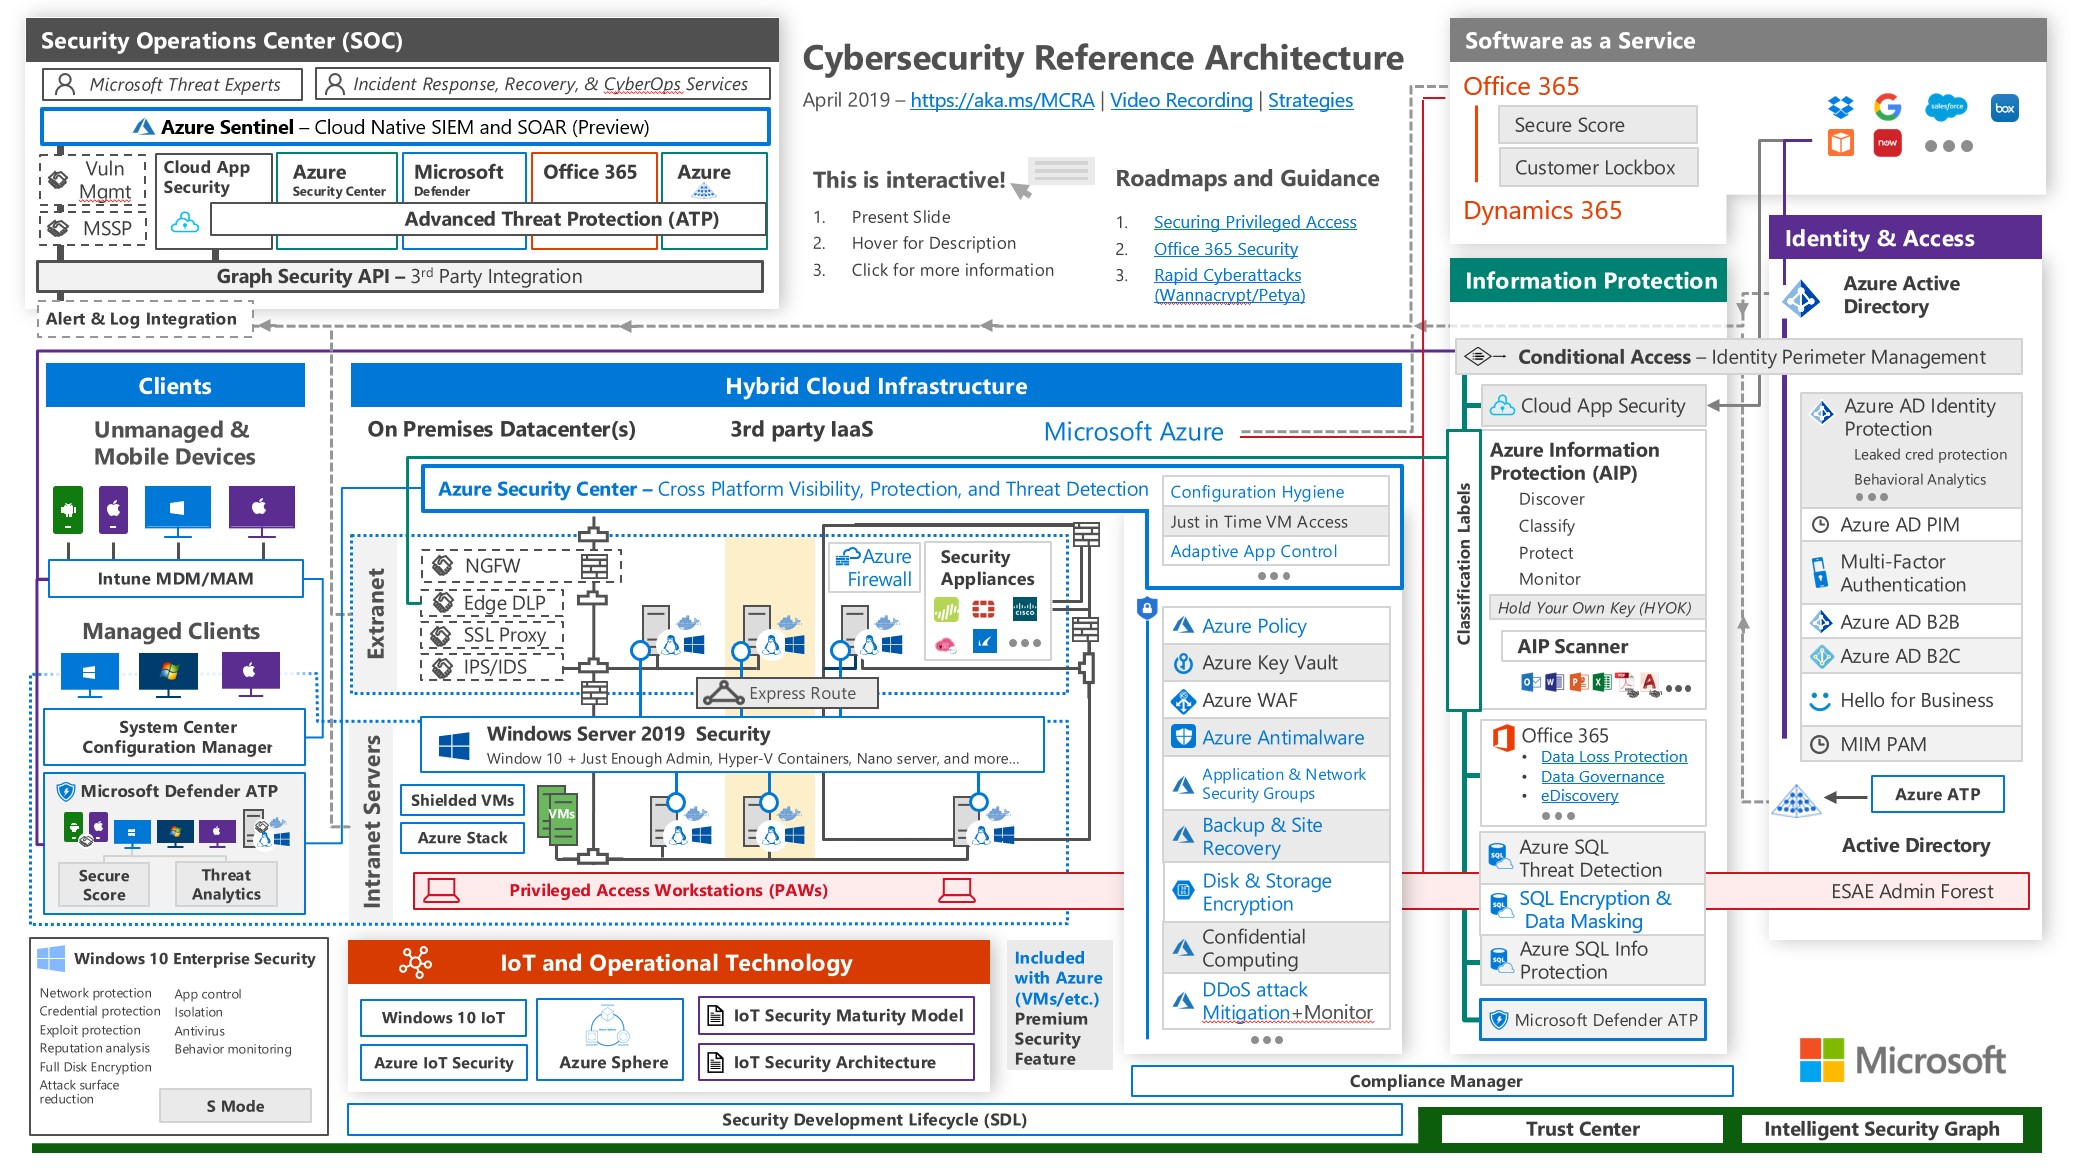 Security Operations Center (SOC)
Microsoft Threat Experts
Incident Response, Recovery, & CyberOps Services
Azure Sentinel – Cloud Native SIEM and SOAR (Preview)
Vuln
Mgmt
MSSP
Cloud App
Security
Azure
Security Center
Microsoft
Defender
Office 365
Azure
Advanced Threat Protection (ATP)
Graph Security API – 3rd Party Integration
Alert & Log Integration
Cybersecurity Reference Architecture
April 2019 – https://aka.ms/MCRA | Video Recording | Strategies
This is interactive!
1. Present Slide
2. Hover for Description
3. Click for more information
Roadmaps and Guidance
1. Securing Privileged Access
2. Office 365 Security
3. Rapid Cyberattacks
(Wannacrypt/Petya)
Software as a Service
Office 365
Secure Score
Customer Lockbox
Dynamics 365
salesforce
box
now
Identity & Access
Azure Active
Directory
Information Protection
Conditional Access – Identity Perimeter Management
Clients
Unmanaged &
Mobile Devices
Intune MDM/MAM
Managed Clients
System Center
Configuration Manager
Microsoft Defender ATP
Secure
Score
Threat
Analytics
Windows 10 Enterprise Security
Network protection
Credential protection
Exploit protection
Reputation analysis
Full Disk Encryption
Attack surface
reduction
App control
Isolation
Antivirus
Behavior monitoring
S Mode
Hybrid Cloud Infrastructure
On Premises Datacenter(s)
3rd party IaaS
Microsoft Azure
Azure Security Center – Cross Platform Visibility, Protection, and Threat Detection
Configuration Hygiene
Just in Time VM Access
Adaptive App Control
Extranet
NGFW
Edge DLP
SSL Proxy
IPS/IDS
Azure
Firewall
Security
Appliances
CISCO
Express Route
Intranet Servers
Windows Server 2019 Security
Window 10 + Just Enough Admin, Hyper-V Containers, Nano server, and more...
Shielded VMs
Azure Stack
VMs
Privileged Access Workstations (PAWs)
Azure Policy
Azure Key Vault
Azure WAF
Azure Antimalware
Application & Network
Security Groups
Backup & Site
Recovery
Disk & Storage
Encryption
Confidential
Computing
DDoS attack
Mitigation+Monitor
Cloud App Security
Classification Labels
Azure Information
Protection (AIP)
Discover
Classify
Protect
Monitor
Hold Your Own Key (HYOK)
AIP Scanner
PDF
Office 365
• Data Loss Protection
• Data Governance
• eDiscovery
SQL
Azure SQL
Threat Detection
SQL
SQL Encryption &
Data Masking
SQL
Azure SQL Info
Protection
Microsoft Defender ATP
Azure AD Identity
Protection
Leaked cred protection
Behavioral Analytics
Azure AD PIM
Multi-Factor
Authentication
Azure AD B2B
Azure AD B2C
Hello for Business
MIM PAM
Azure ATP
Active Directory
ESAE Admin Forest
IoT and Operational Technology
Windows 10 IoT
Azure IoT Security
Azure Sphere
IoT Security Maturity Model
IoT Security Architecture
Included
with Azure
(VMs/etc.)
Premium
Security
Feature
Microsoft
Compliance Manager
Security Development Lifecycle (SDL)
Trust Center
Intelligent Security Graph